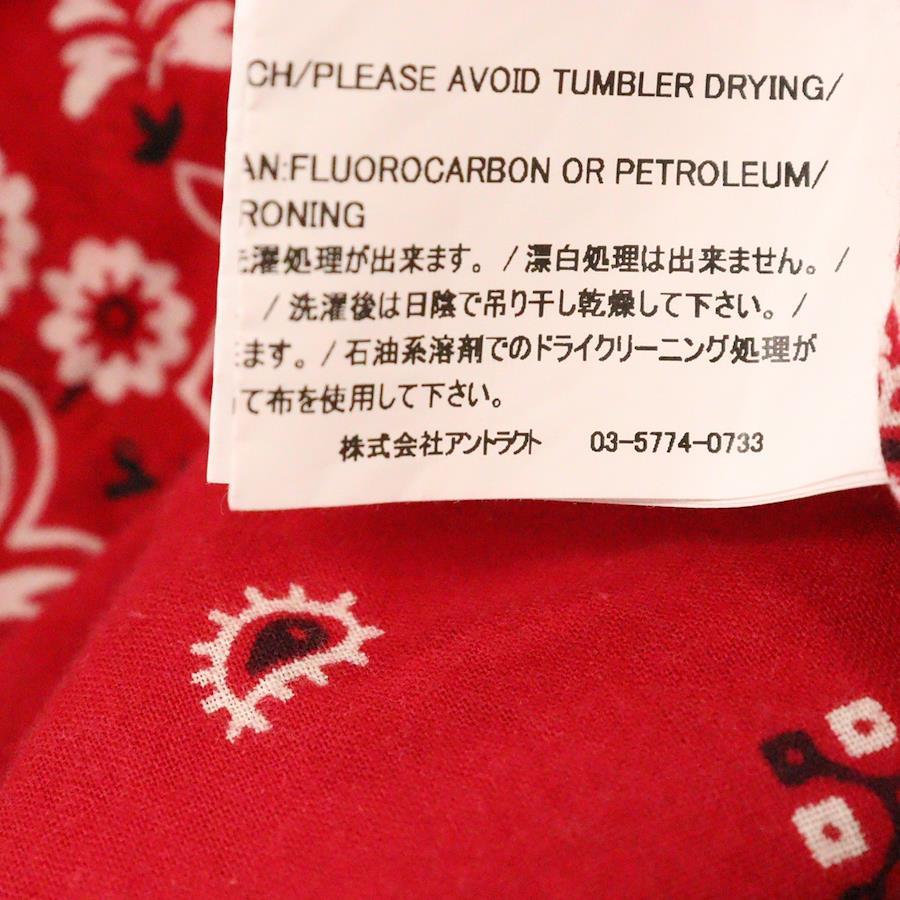 CH/PLEASE AVOID TUMBLER DRYING/
AN:FLUOROCARBON OR PETROLEUM/
RONING
洗濯処理が出来ます。/漂白処理は出来ません。/
/洗濯後は日陰で吊り干し乾燥して下さい。/
ます。/石油系溶剤でのドライクリーニング処理が
て布を使用して下さい。
株式会社アントラクト 03-5774-0733